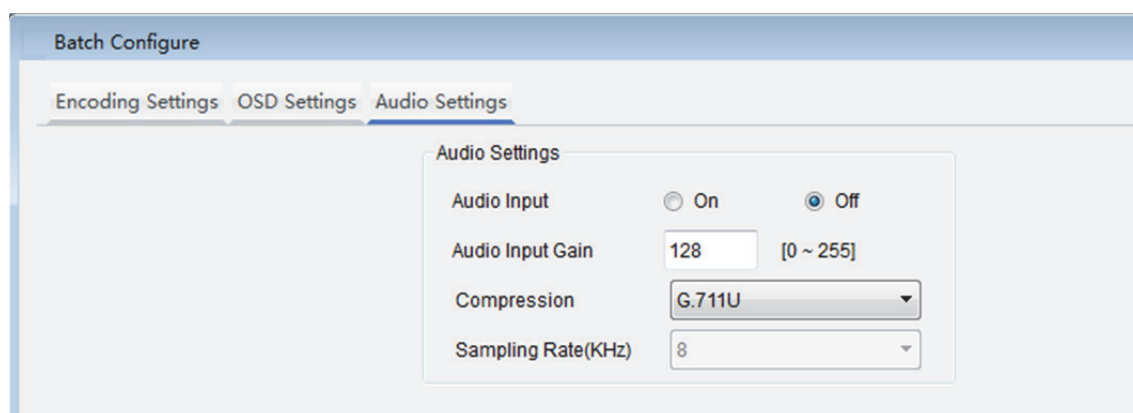 Batch Configure
Encoding Settings OSD Settings Audio Settings
Audio Settings
Audio Input On Off
Audio Input Gain 128 [0 ~ 255]
Compression G.711U
Sampling Rate(KHz) 8